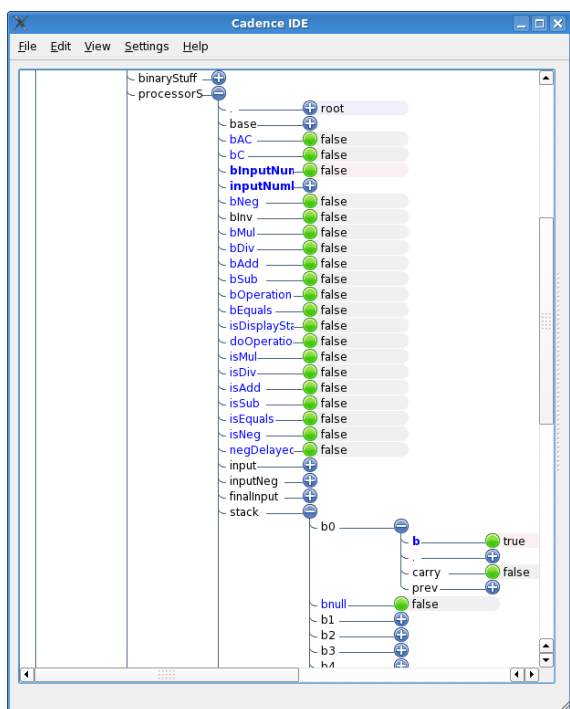 Cadence IDE
File Edit View Settings Help
binaryStuff
processorS
. root
base
bAC false
bC false
bInputNur false
inputNuml
bNeg false
bInv false
bMul false
bDiv false
bAdd false
bSub false
bOperation false
bEquals false
isDisplaySta false
doOperatio false
isMul false
isDiv false
isAdd false
isSub false
isEquals false
isNeg false
negDelayec false
input
inputNeg
finalInput
stack
b0
b true
.
carry false
prev
bnull false
b1
b2
b3
b4